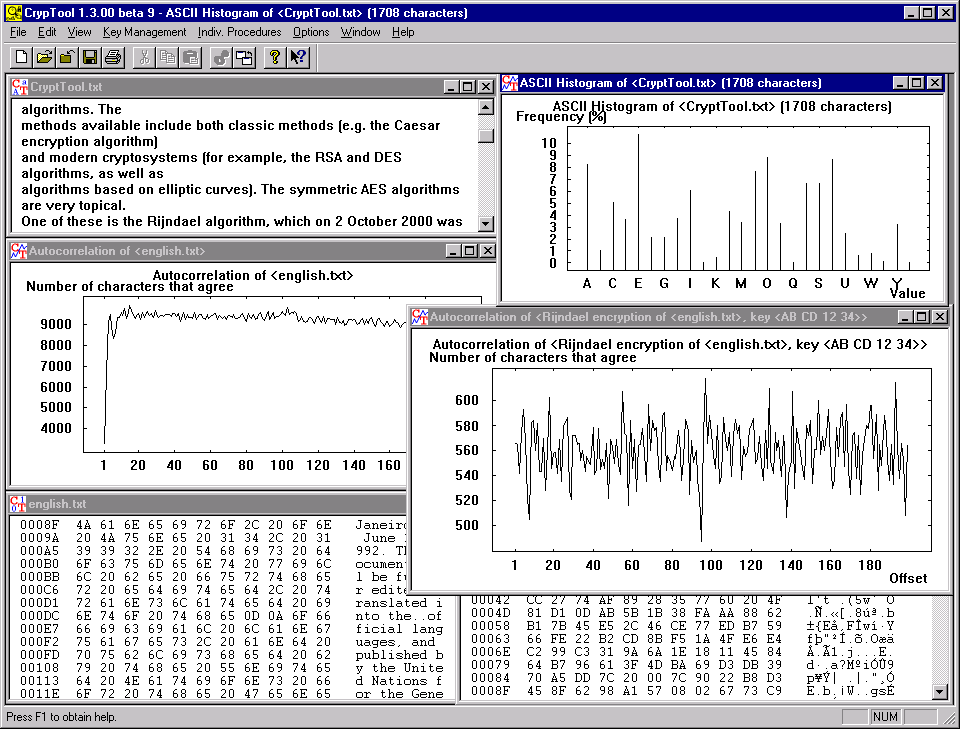 CrypTool 1.3.00 beta 9 - ASCII Histogram of <CrypTool.txt> (1708 characters)
File Edit View Key Management Indiv. Procedures Options Window Help
CrypTool.txt
algorithms. The
methods available include both classic methods (e.g. the Caesar
encryption algorithm)
and modern cryptosystems (for example, the RSA and DES
algorithms, as well as
algorithms based on elliptic curves). The symmetric AES algorithms
are very topical.
One of these is the Rijndael algorithm, which on 2 October 2000 was
ASCII Histogram of <CrypTool.txt> (1708 characters)
ASCII Histogram of <CrypTool.txt> (1708 characters)
Frequency (%)
10
9
8
7
6
5
4
3
2
1
0
A C E G I K M O Q S U W Y
Value
Autocorrelation of <english.txt>
Autocorrelation of <english.txt>
Number of characters that agree
9000
8000
7000
6000
5000
4000
1 20 40 60 80 100 120 140 160
Autocorrelation of <Rijndael encryption of <english.txt>, key <AB CD 12 34>>
Autocorrelation of <Rijndael encryption of <english.txt>, key <AB CD 12 34>>
Number of characters that agree
600
580
560
540
520
500
1 20 40 60 80 100 120 140 160 180
Offset
english.txt
0008F 4A 61 6E 65 69 72 6F 2C 20 6F 6E Janeiro
0009A 20 4A 75 6E 65 20 31 34 2C 20 31 June 1
000A5 39 39 32 2E 20 54 68 69 73 20 64 992. Th
000B0 6F 63 75 6D 65 6E 74 20 77 69 6C ocument
000BB 6C 20 62 65 20 66 75 72 74 68 65 l be fu
000C6 72 20 65 64 69 74 65 64 2C 20 74 r edite
000D1 72 61 6E 73 6C 61 74 65 64 20 69 ranslated i
000DC 6E 74 6F 20 74 68 65 0D 0A 6F 66 nto the..of
000E7 66 69 63 69 61 6C 20 6C 61 6E 67 ficial lang
000F2 75 61 67 65 73 2C 20 61 6E 64 20 uages, and
000FD 70 75 62 6C 69 73 68 65 64 20 62 published b
00108 79 20 74 68 65 20 55 6E 69 74 65 y the Unite
00113 64 20 4E 61 74 69 6F 6E 73 20 66 d Nations f
0011E 6F 72 20 74 68 65 20 47 65 6E 65 or the Gene
00042 CC 27 74 AF 89 28 35 77 60 20 4F
0004D 81 D1 0D AB 5B 1B 38 FA AA 88 62 .Ñ.«[.8úª.b
00058 B1 7B 45 E5 2C 46 CE 77 ED B7 59 ±{Eå,FÎwí·Y
00063 66 FE 22 B2 CD 8B F5 1A 4F E6 E4 fþ"²Í.õ.Oæä
0006E C2 99 C3 31 9A 6A 1E 18 11 45 84 Â.Ã1.j...E.
00079 64 B7 96 61 3F 4D BA 69 D3 DB 39 d·.a?MºiÓÛ9
00084 70 A5 DD 7C 20 00 7C 90 22 B8 D3 p¥Ý| .|."¸Ó
0008F 45 8F 62 98 A1 57 08 02 67 73 C9 E.b.¡W..gsÉ
Press F1 to obtain help.
NUM